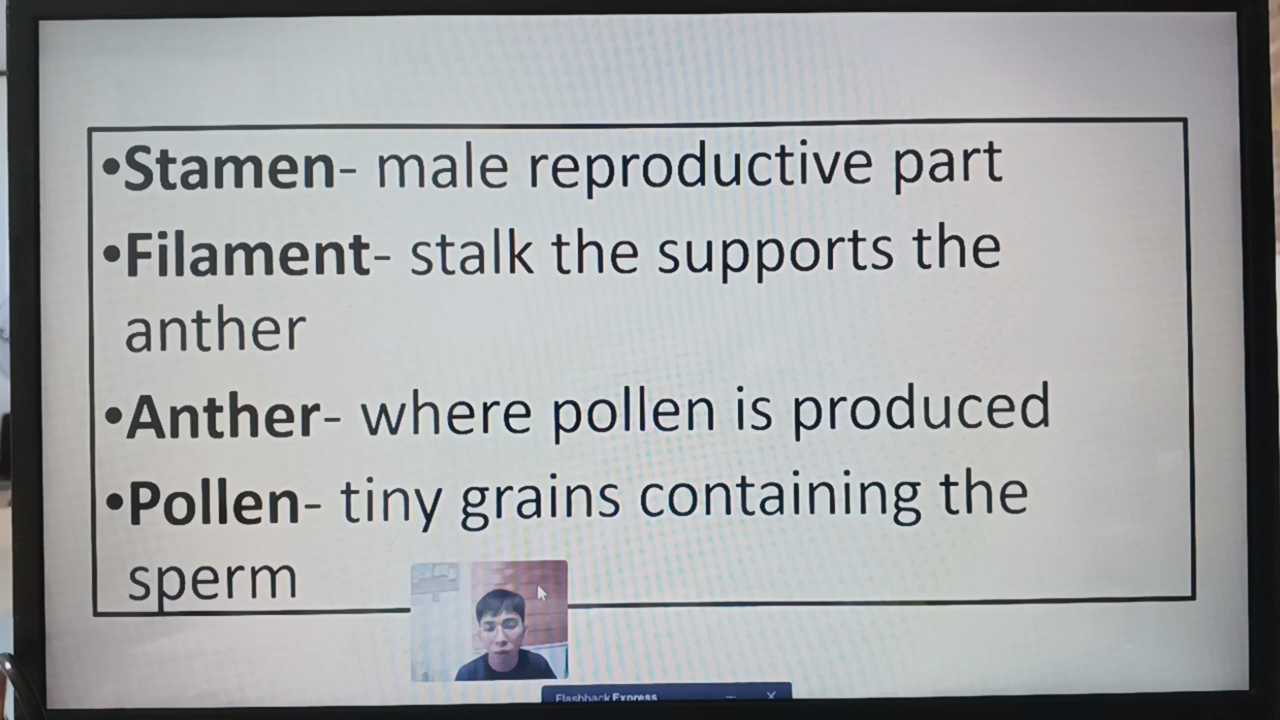 •Stamen- male reproductive part
•Filament- stalk the supports the
anther
•Anther- where pollen is produced
•Pollen- tiny grains containing the
sperm
Flashback Express